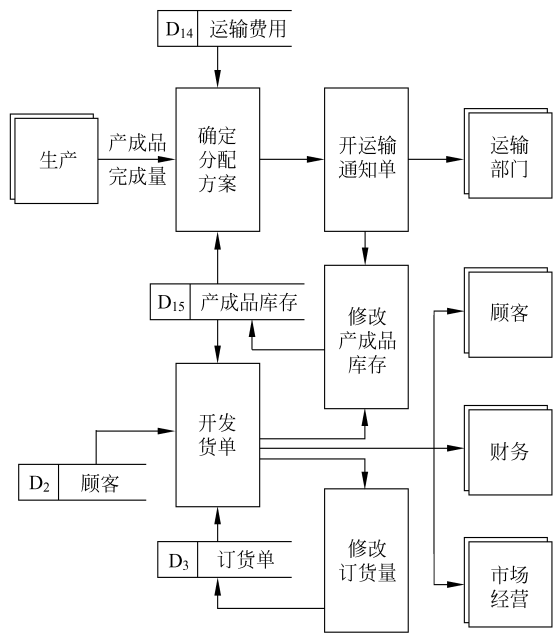 D14 运输费用
生产
产成品
完成量
确定
分配
方案
开运输
通知单
运输
部门
D15 产成品库存
修改
产成品
库存
顾客
开发
货单
财务
D2 顾客
D3 订货单
修改
订货量
市场
经营